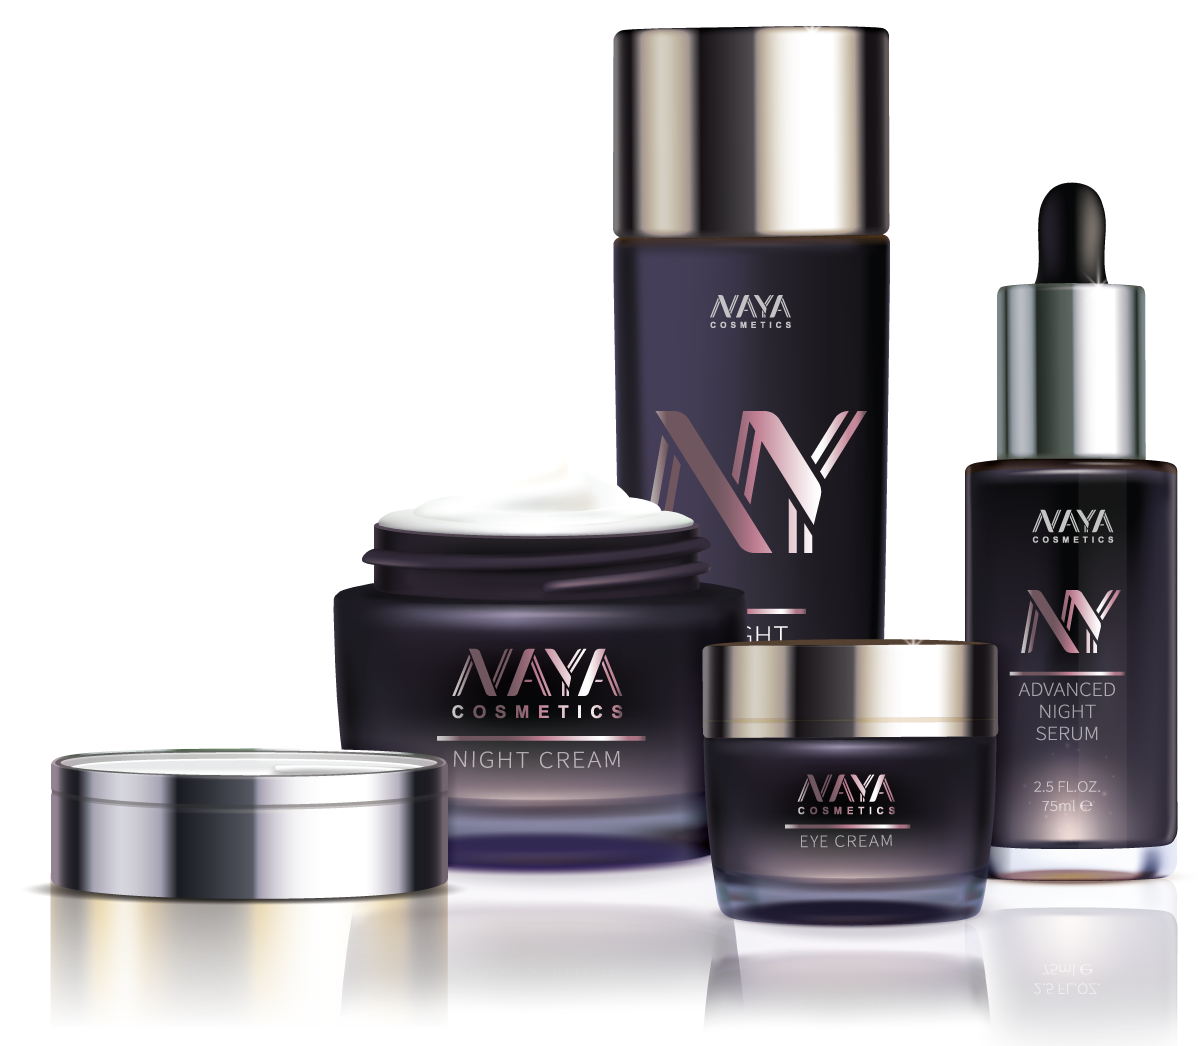 NAYA
COSMETICS
NY
NAYA
COSMETICS
NIGHT CREAM
NAYA
COSMETICS
EYE CREAM
NAYA
COSMETICS
NY
ADVANCED
NIGHT
SERUM
2.5 FL.OZ.
75ml ℮